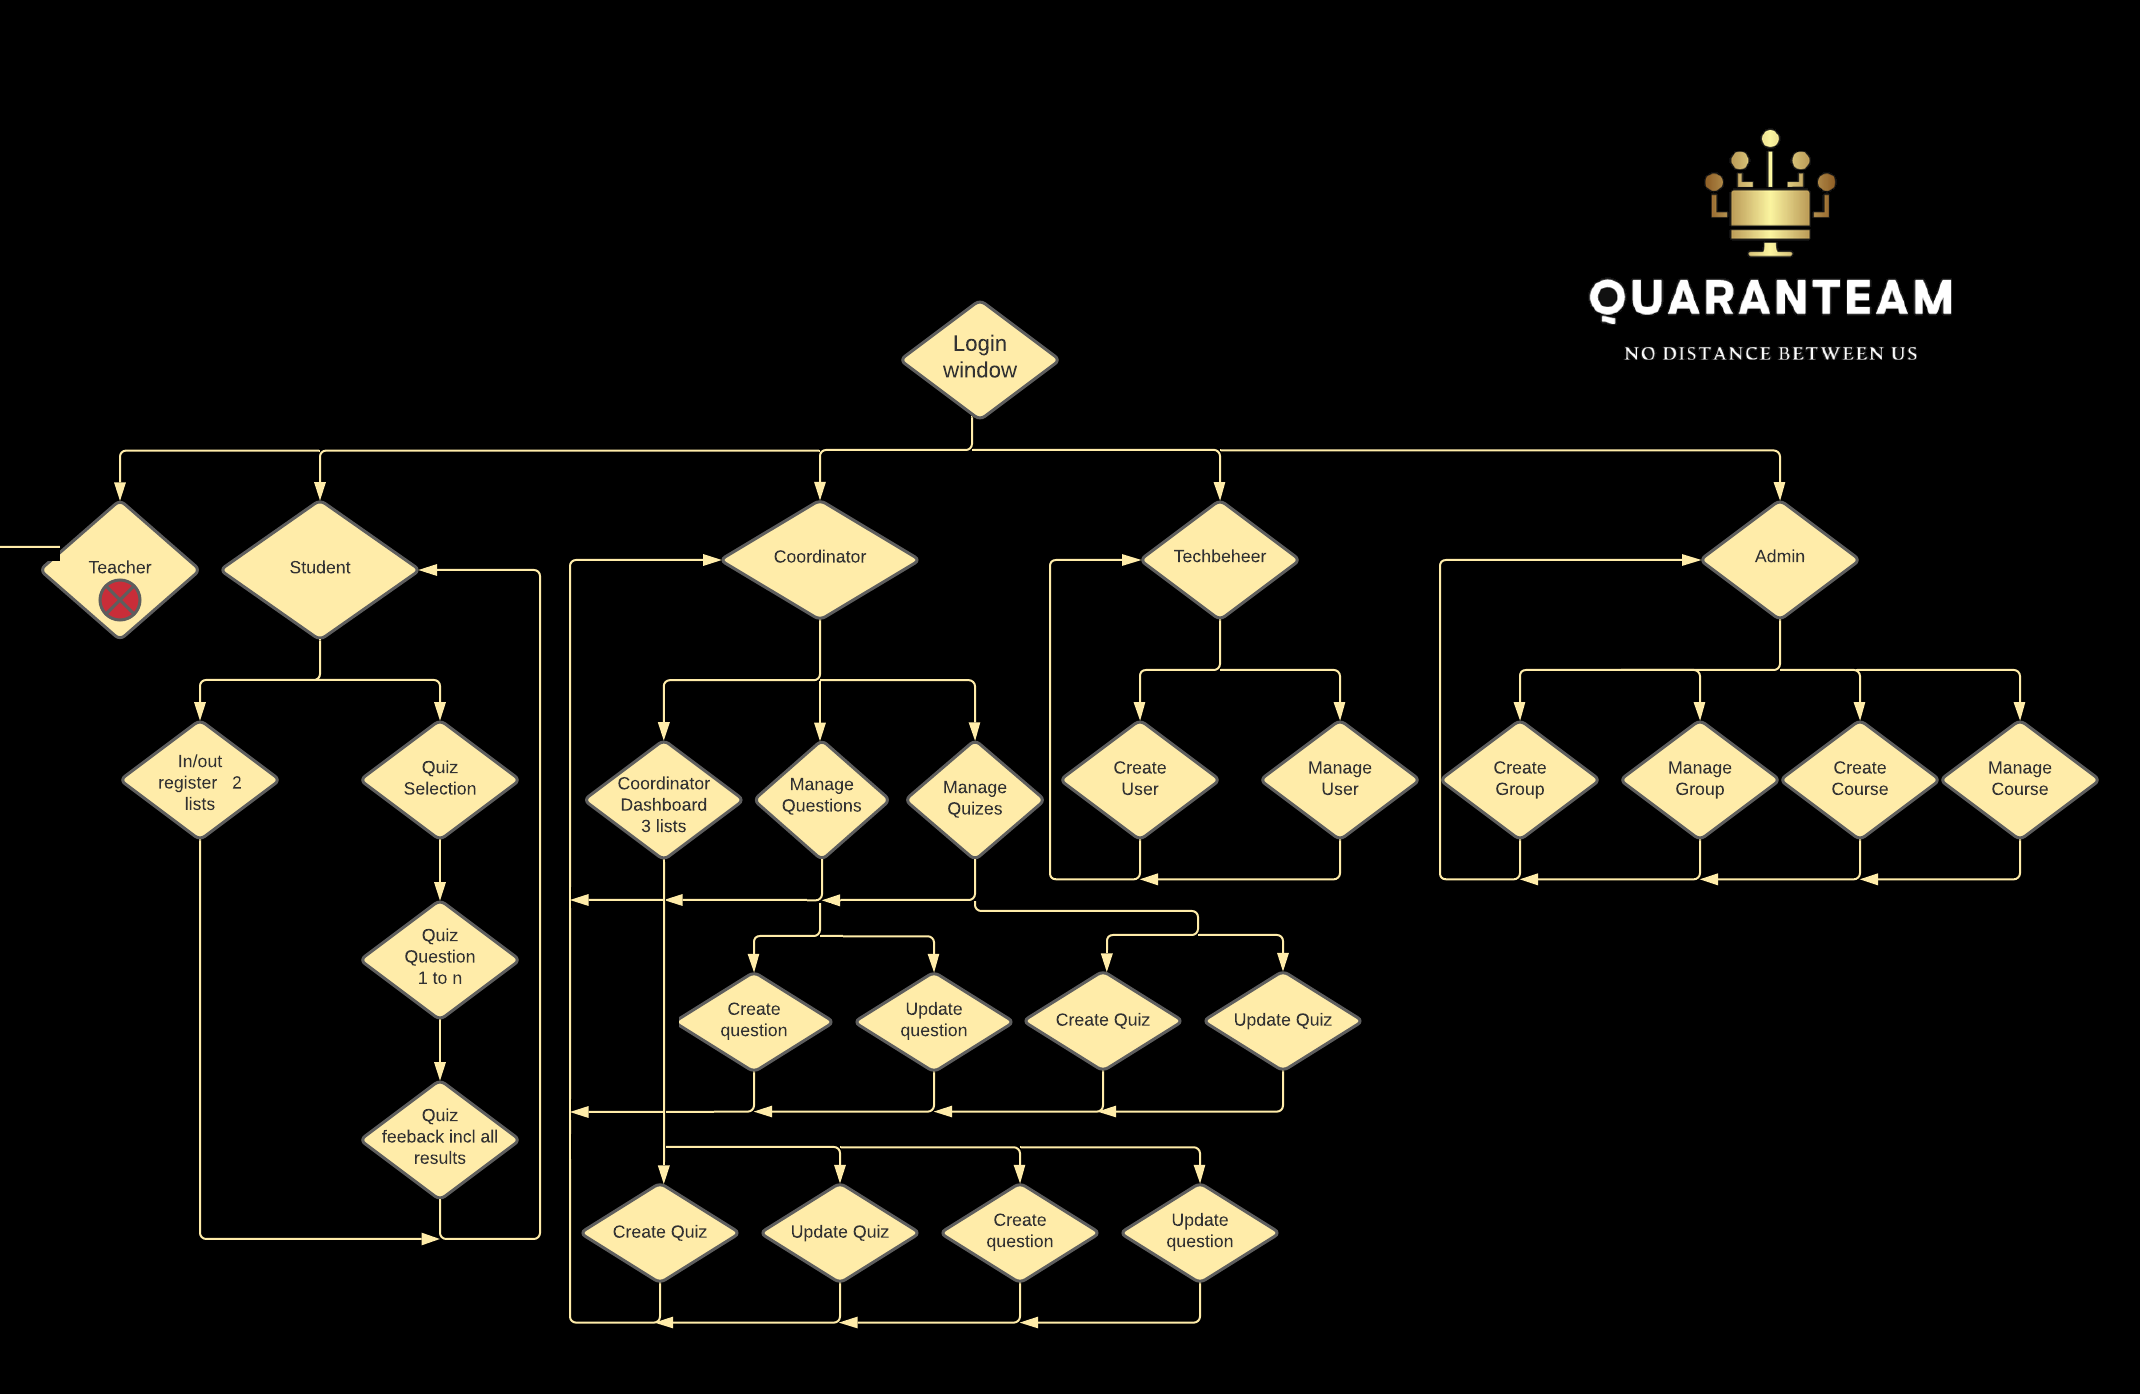 QUARANTEAM
NO DISTANCE BETWEEN US
Login
window
Teacher
Student
Coordinator
Techbeheer
Admin
In/out
register 2
lists
Quiz
Selection
Coordinator
Dashboard
3 lists
Manage
Questions
Manage
Quizes
Create
User
Manage
User
Create
Group
Manage
Group
Create
Course
Manage
Course
Quiz
Question
1 to n
Create
question
Update
question
Create Quiz
Update Quiz
Quiz
feeback incl all
results
Create Quiz
Update Quiz
Create
question
Update
question